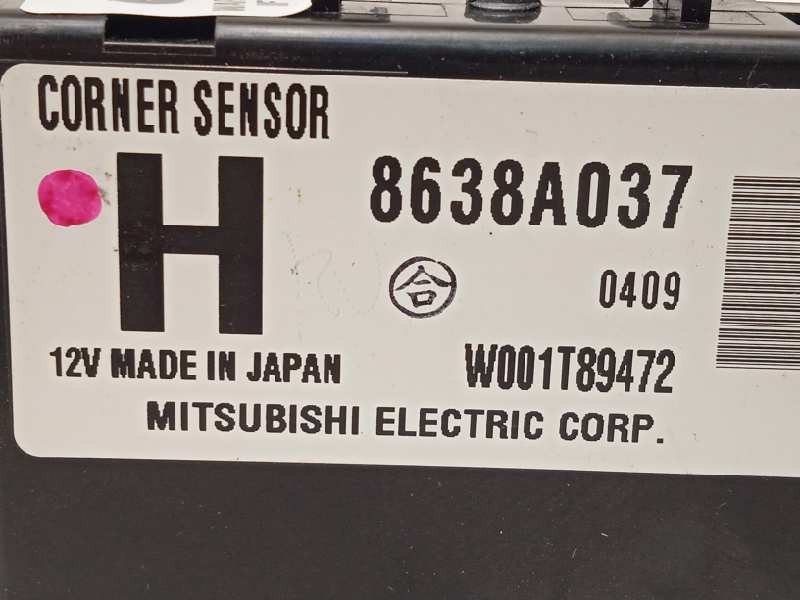 CORNER SENSOR
H 8638A037
合 0409
12V MADE IN JAPAN W001T89472
MITSUBISHI ELECTRIC CORP.